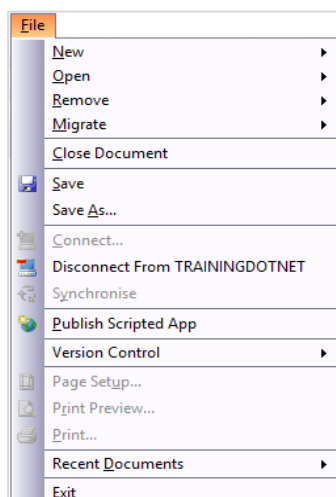 File
New
Open
Remove
Migrate
Close Document
Save
Save As...
Connect...
Disconnect From TRAININGDOTNET
Synchronise
Publish Scripted App
Version Control
Page Setup...
Print Preview...
Print...
Recent Documents
Exit